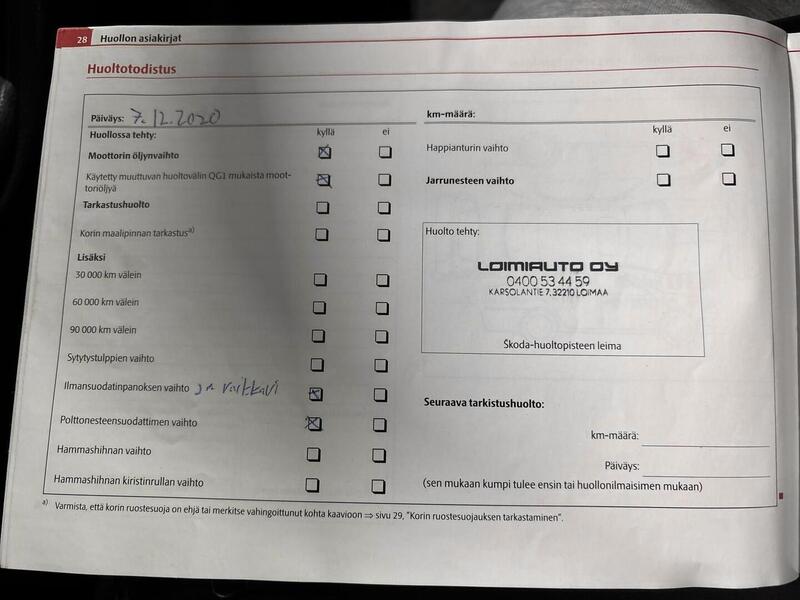 28 Huollon asiakirjat
Huoltotodistus
Päiväys: 7.12.2020
Huollossa tehty: kyllä ei
Moottorin öljynvaihto
Käytetty muuttuvan huoltovälin QG1 mukaista moot-
toriöljyä
Tarkastushuolto
Korin maalipinnan tarkastus a)
Lisäksi
30 000 km välein
60 000 km välein
90 000 km välein
Sytytystulppien vaihto
Ilmansuodatinpanoksen vaihto
Polttonesteensuodattimen vaihto
Hammashihnan vaihto
Hammashihnan kiristinrullan vaihto
km-määrä:
kyllä ei
Happianturin vaihto
Jarrunesteen vaihto
Huolto tehty:
LOIMIAUTO OY
0400 53 44 59
KARSOLANTIE 7, 32210 LOIMAA
Škoda-huoltopisteen leima
Seuraava tarkistushuolto:
km-määrä:
Päiväys:
(sen mukaan kumpi tulee ensin tai huollonilmaisimen mukaan)
a) Varmista, että korin ruostesuoja on ehjä tai merkitse vahingoittunut kohta kaavioon ⇒ sivu 29, "Korin ruostesuojauksen tarkastaminen".